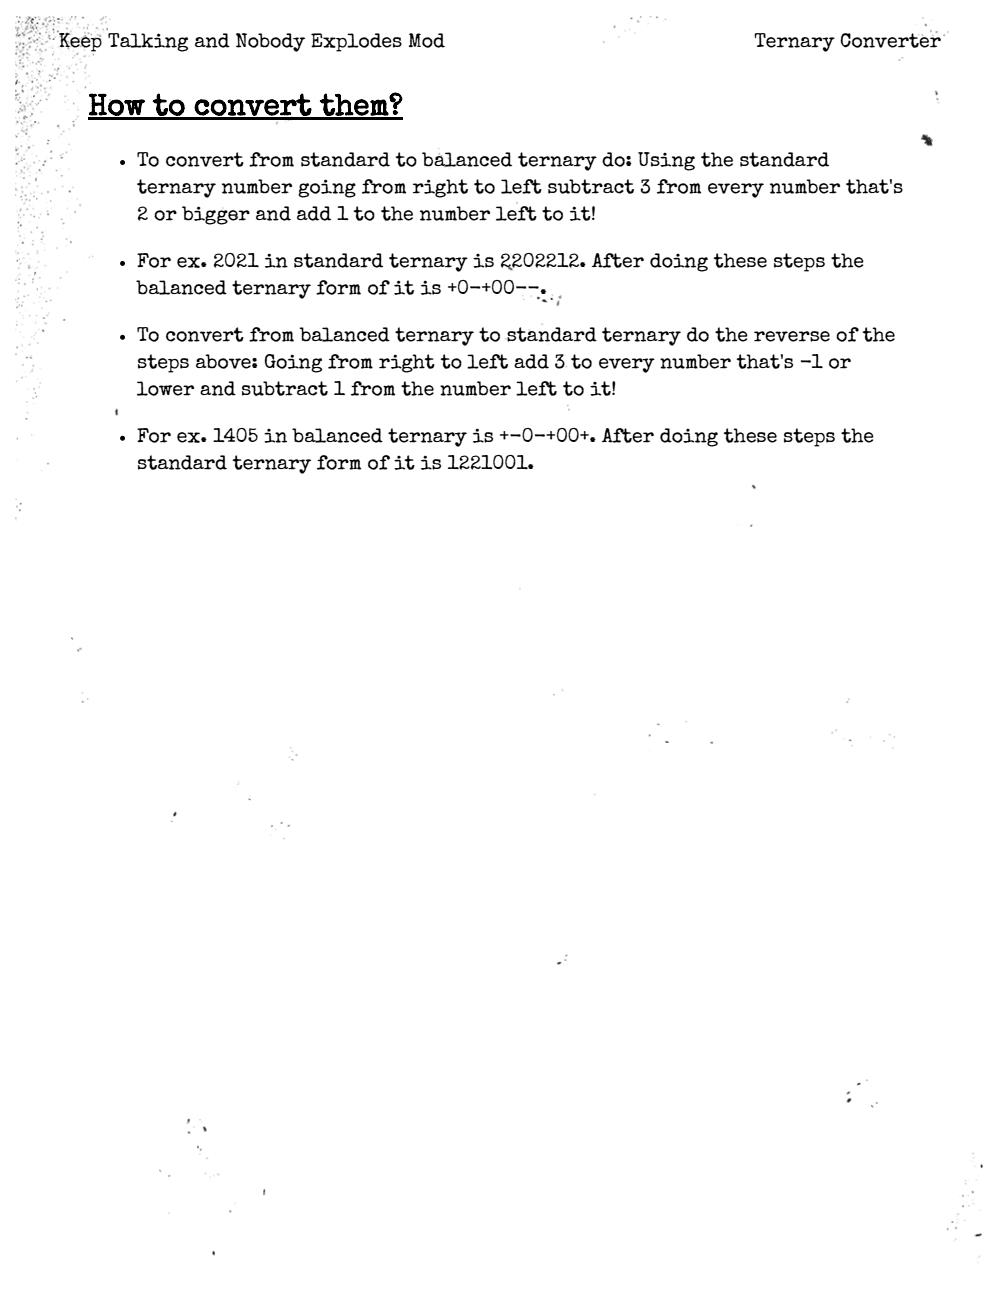 Keep Talking and Nobody Explodes Mod
Ternary Converter
How to convert them?
• To convert from standard to balanced ternary do: Using the standard
ternary number going from right to left subtract 3 from every number that's
2 or bigger and add 1 to the number left to it!
• For ex. 2021 in standard ternary is 2202212. After doing these steps the
balanced ternary form of it is +0-+00--.
• To convert from balanced ternary to standard ternary do the reverse of the
steps above: Going from right to left add 3 to every number that's -1 or
lower and subtract 1 from the number left to it!
• For ex. 1405 in balanced ternary is +-0-+00+. After doing these steps the
standard ternary form of it is 1221001.